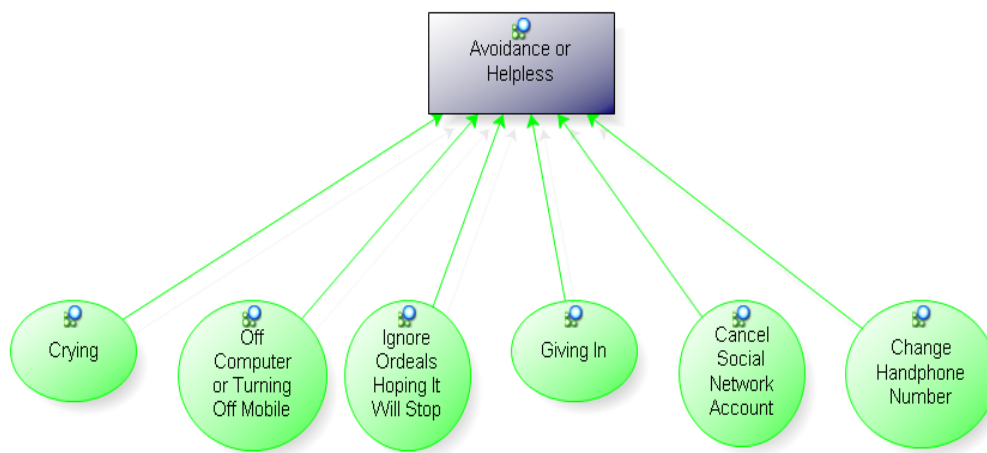 Avoidance or
Helpless
Crying
Off
Computer
or Turning
Off Mobile
Ignore
Ordeals
Hoping It
Will Stop
Giving In
Cancel
Social
Network
Account
Change
Handphone
Number